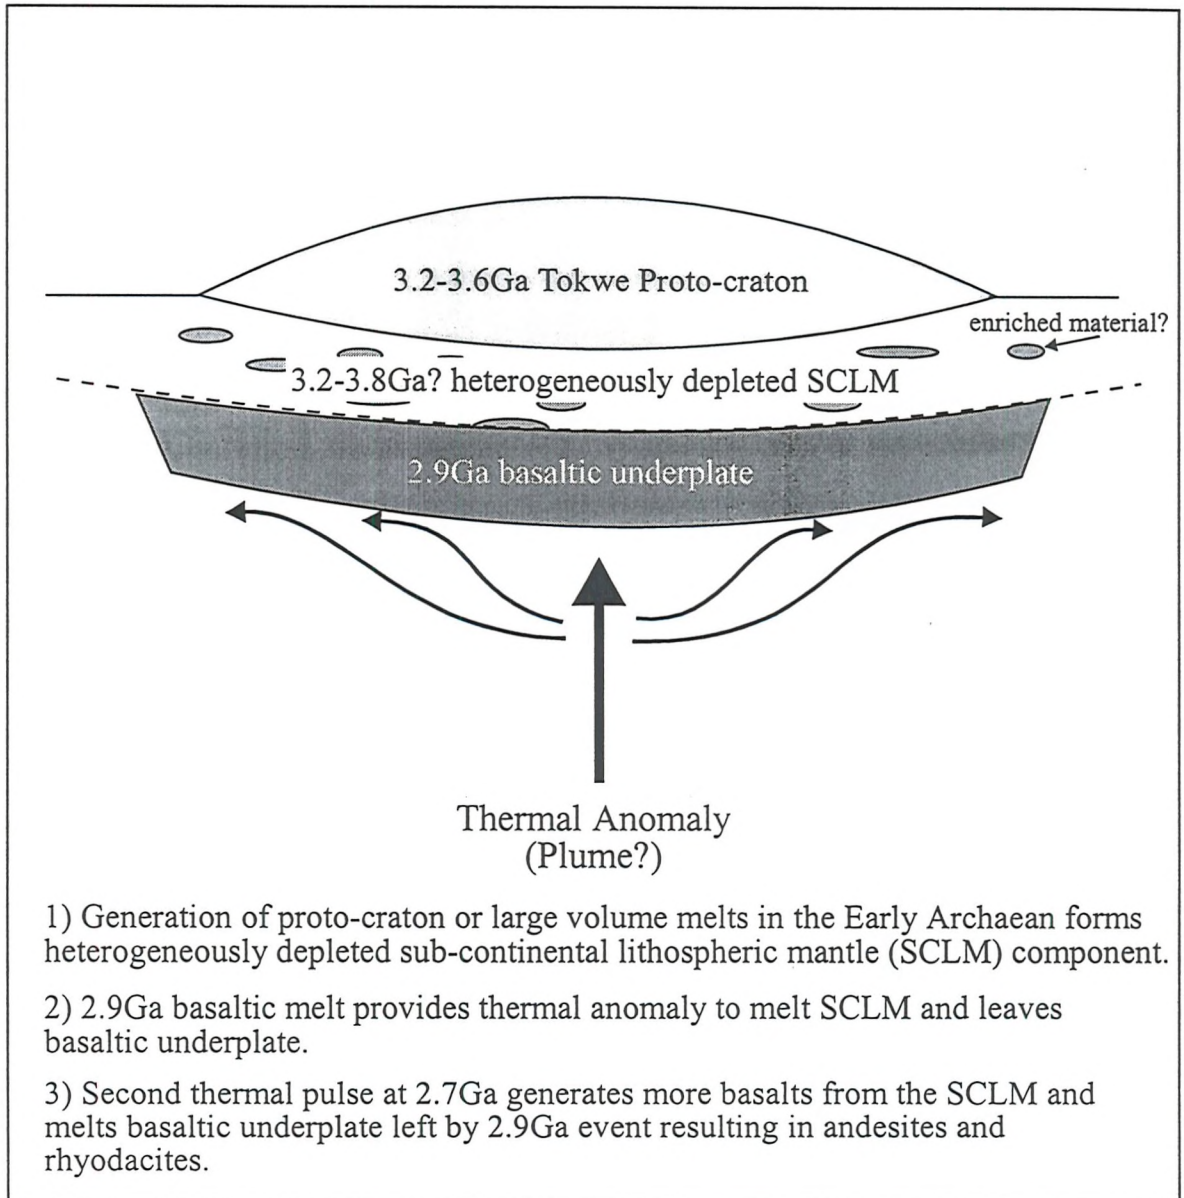 3.2-3.6Ga Tokwe Proto-craton
enriched material?
3.2-3.8Ga? heterogeneously depleted SCLM
2.9Ga basaltic underplate
Thermal Anomaly
(Plume?)
1) Generation of proto-craton or large volume melts in the Early Archaean forms
heterogeneously depleted sub-continental lithospheric mantle (SCLM) component.
2) 2.9Ga basaltic melt provides thermal anomaly to melt SCLM and leaves
basaltic underplate.
3) Second thermal pulse at 2.7Ga generates more basalts from the SCLM and
melts basaltic underplate left by 2.9Ga event resulting in andesites and
rhyodacites.